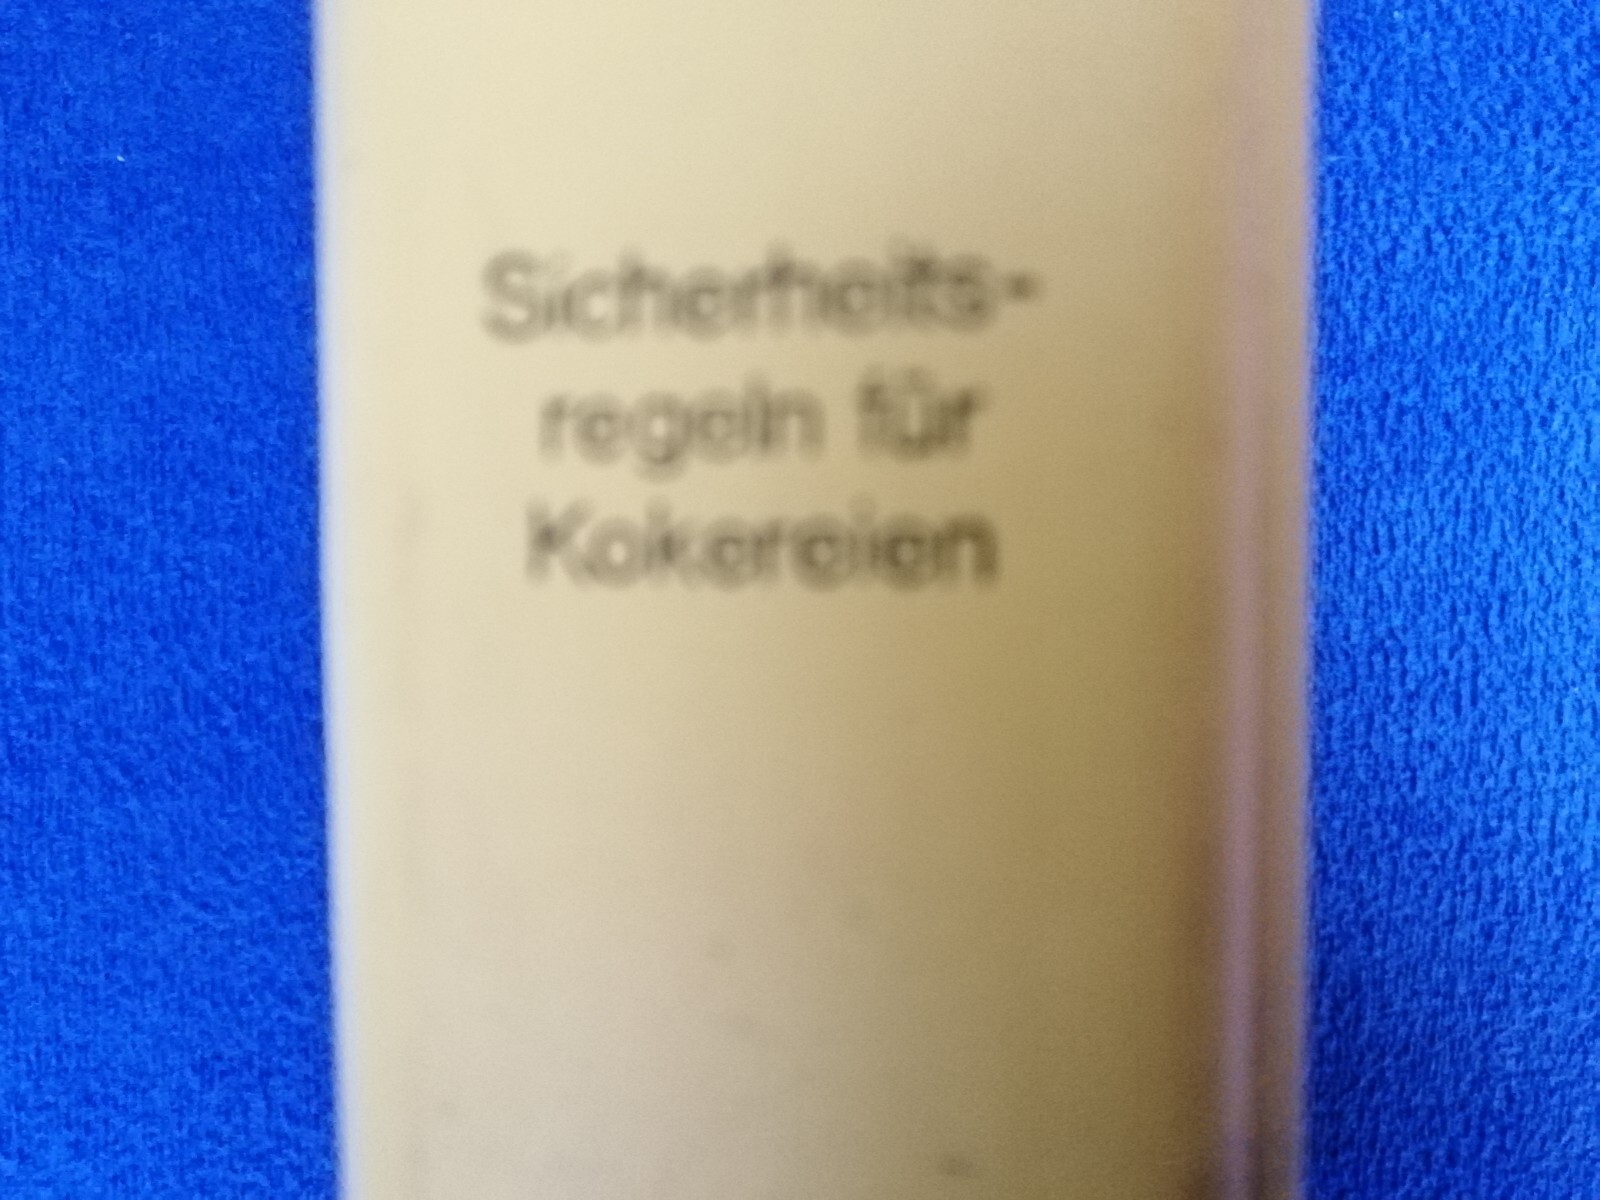 Sicherheits-
regeln für
Kokereien